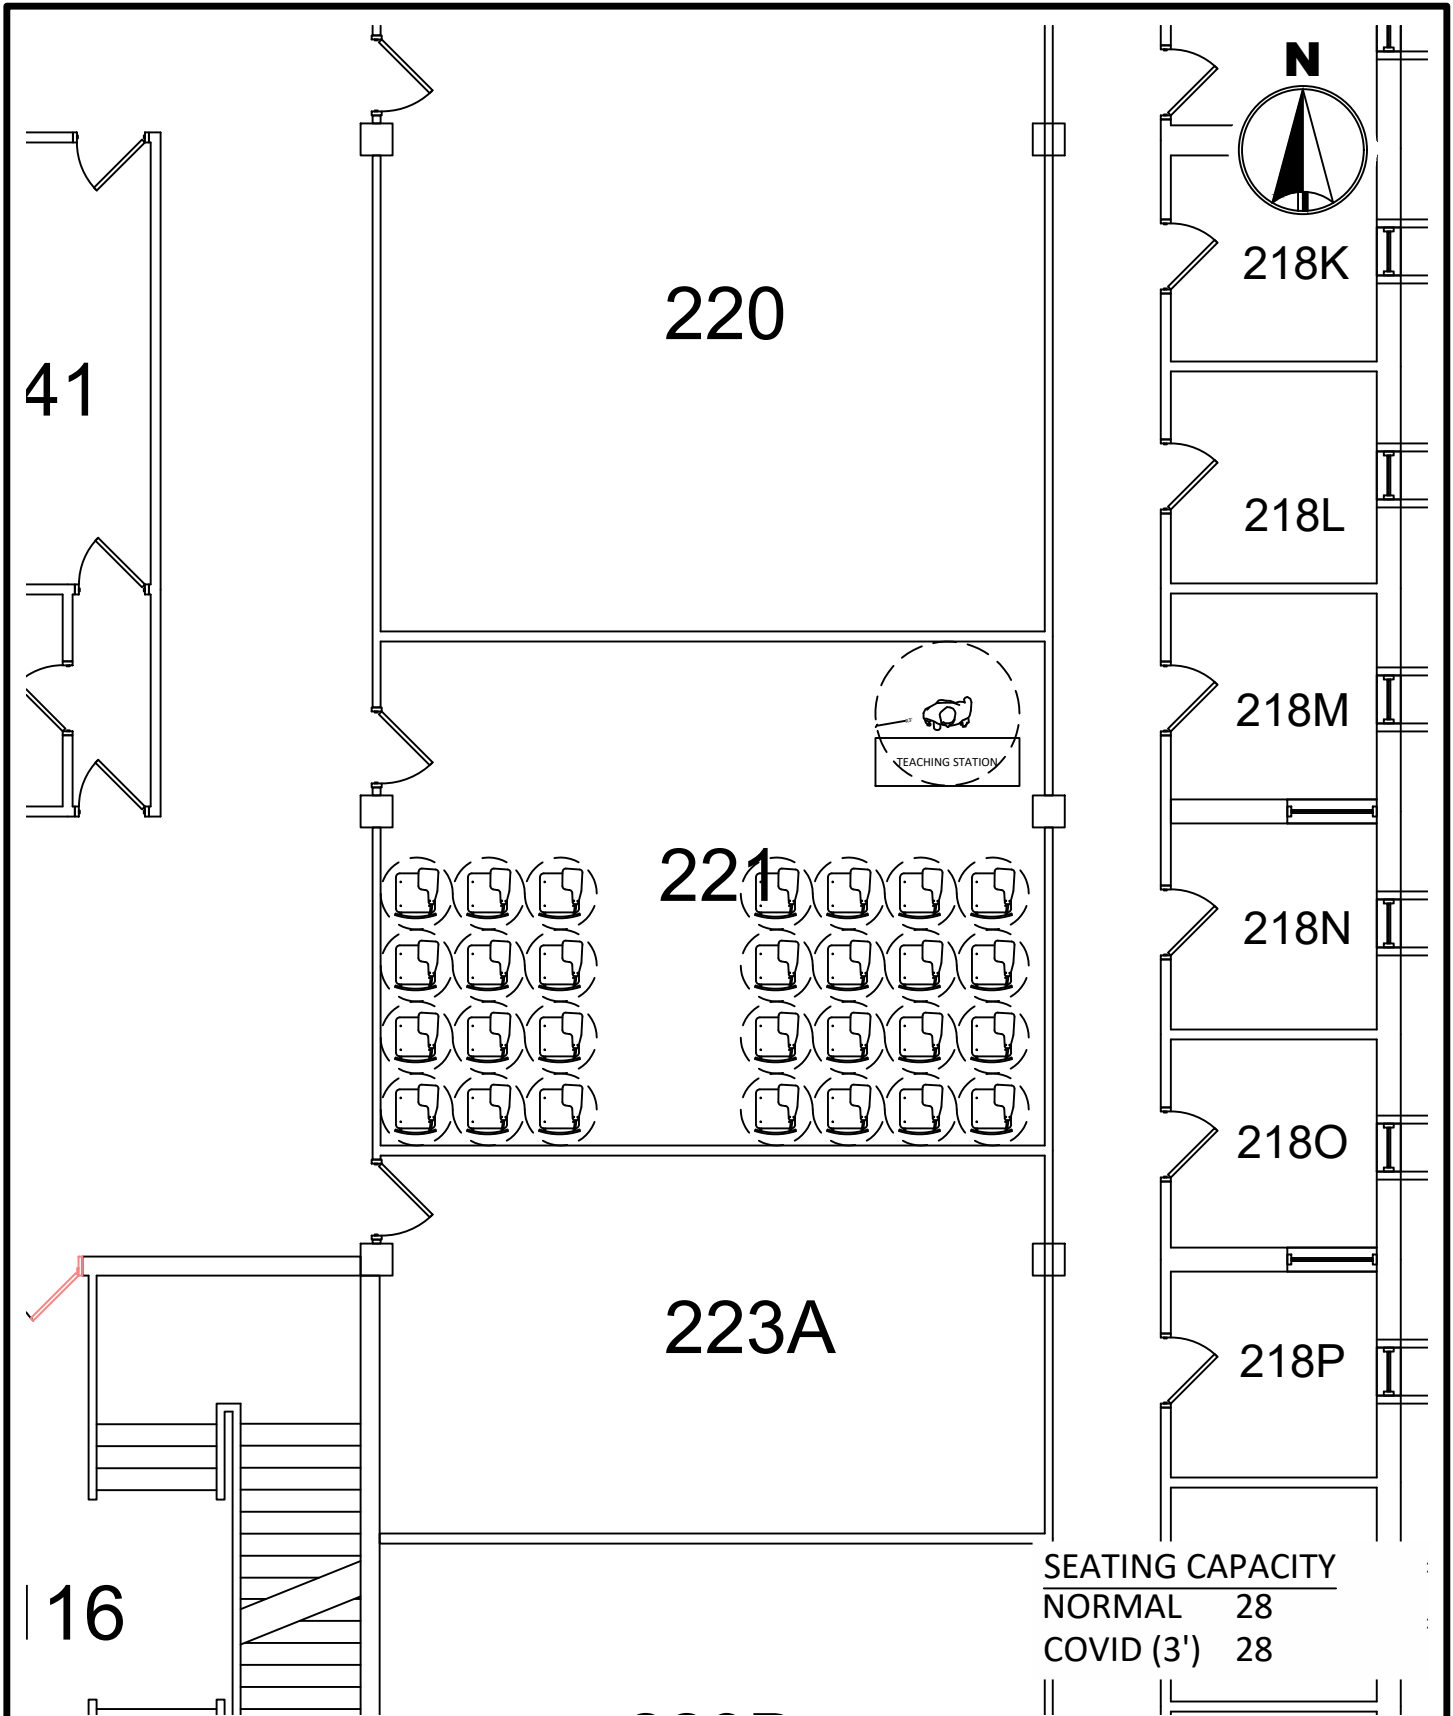 N
218K
220
41
218L
218M
TEACHING STATION
221
218N
218O
223A
218P
SEATING CAPACITY
NORMAL 28
COVID (3') 28
116